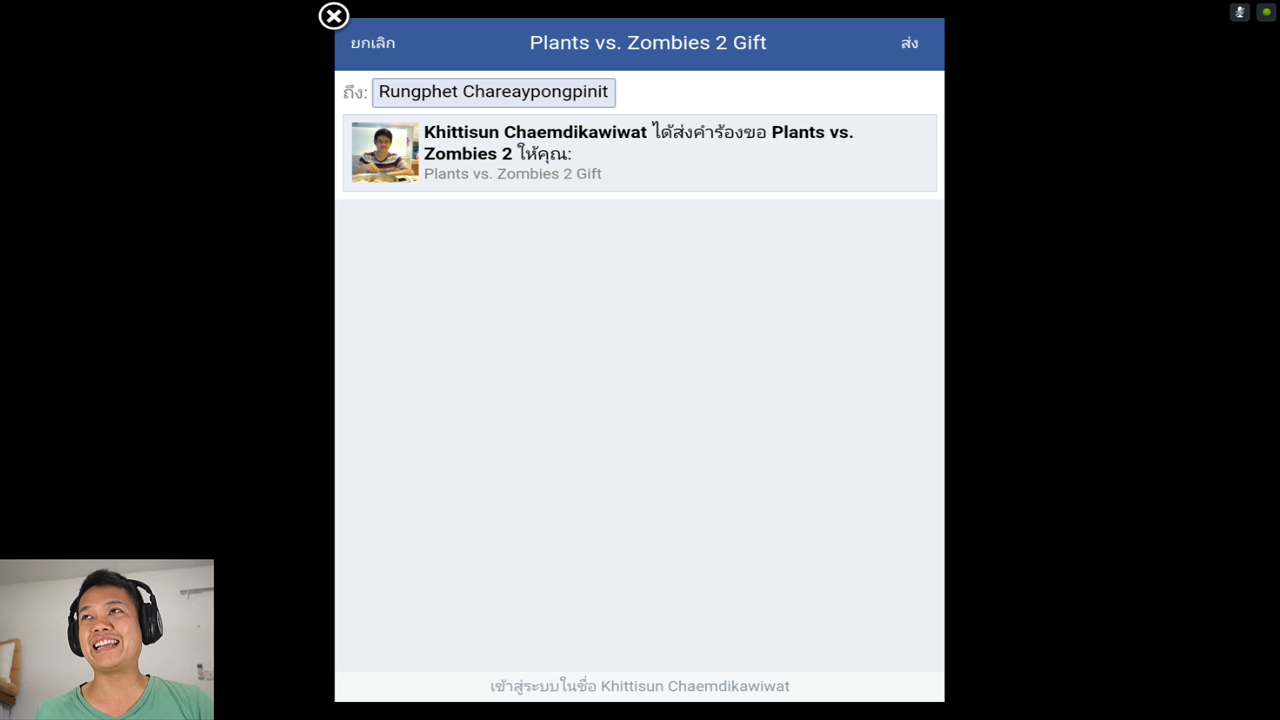 ยกเลิก Plants vs. Zombies 2 Gift ส่ง
ถึง: Rungphet Chareaypongpinit
Khittisun Chaemdikawiwat ได้ส่งคำร้องขอ Plants vs.
Zombies 2 ให้คุณ:
Plants vs. Zombies 2 Gift
เข้าสู่ระบบในชื่อ Khittisun Chaemdikawiwat